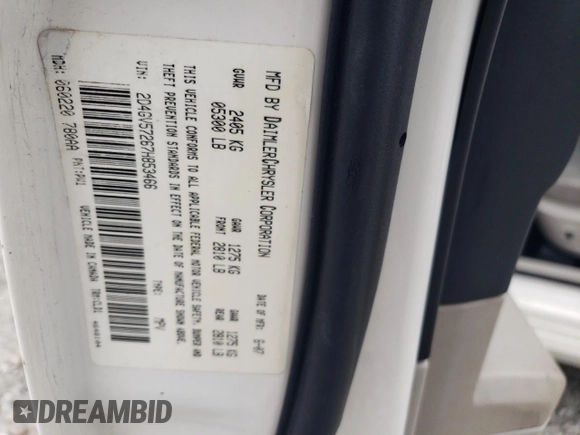 MFD BY DAIMLERCHRYSLER CORPORATION
DATE OF MFR: 6-07
GVWR 2405 KG
05300 LB
GAWR FRONT 1275 KG
2810 LB
GAWR REAR 1275 KG
2810 LB
THIS VEHICLE CONFORMS TO ALL APPLICABLE FEDERAL MOTOR VEHICLE SAFETY, BUMPER AND
THEFT PREVENTION STANDARDS IN EFFECT ON THE DATE OF MANUFACTURE SHOWN ABOVE.
VIN: 2D4GV57267H853466
TYPE: MPV
MDH: 060220 780AA
PNT: PW1
VEHICLE MADE IN CANADA
DREAMBID